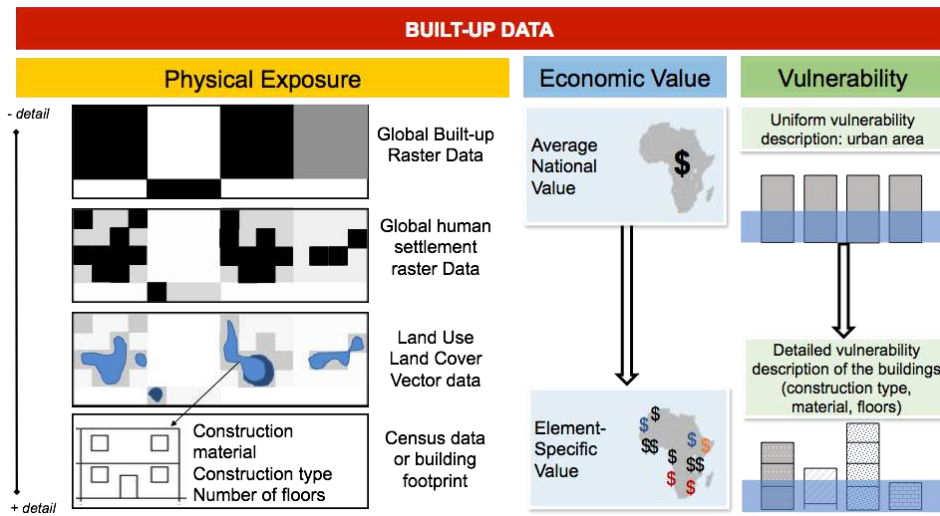 BUILT-UP DATA
Physical Exposure
- detail
Global Built-up
Raster Data
Global human
settlement
raster Data
Land Use
Land Cover
Vector data
Construction
material
Construction type
Number of floors
Census data
or building
footprint
+ detail
Economic Value
Average
National
Value
$
Element-
Specific
Value
$
$
$
$
$$
$
$$
$
$
Vulnerability
Uniform vulnerability
description: urban area
Detailed vulnerability
description of the buildings
(construction type,
material, floors)